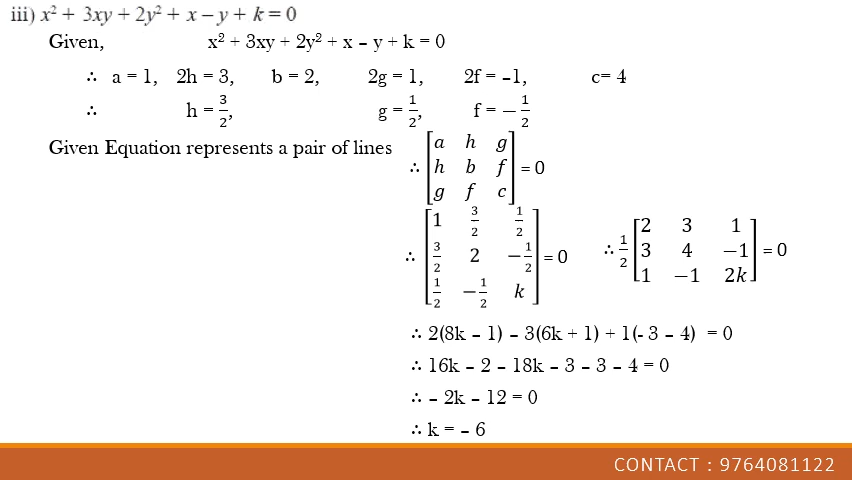 iii) x² + 3xy + 2y² + x – y + k = 0
Given, x² + 3xy + 2y² + x – y + k = 0
∴ a = 1, 2h = 3, b = 2, 2g = 1, 2f = –1, c= 4
∴ h = 3/2, g = 1/2, f = – 1/2
Given Equation represents a pair of lines ∴ [a h g; h b f; g f c] = 0
∴ [1 3/2 1/2; 3/2 2 −1/2; 1/2 −1/2 k] = 0 ∴ 1/2 [2 3 1; 3 4 −1; 1 −1 2k] = 0
∴ 2(8k – 1) – 3(6k + 1) + 1(- 3 – 4) = 0
∴ 16k – 2 – 18k – 3 – 3 – 4 = 0
∴ – 2k – 12 = 0
∴ k = – 6
CONTACT : 9764081122